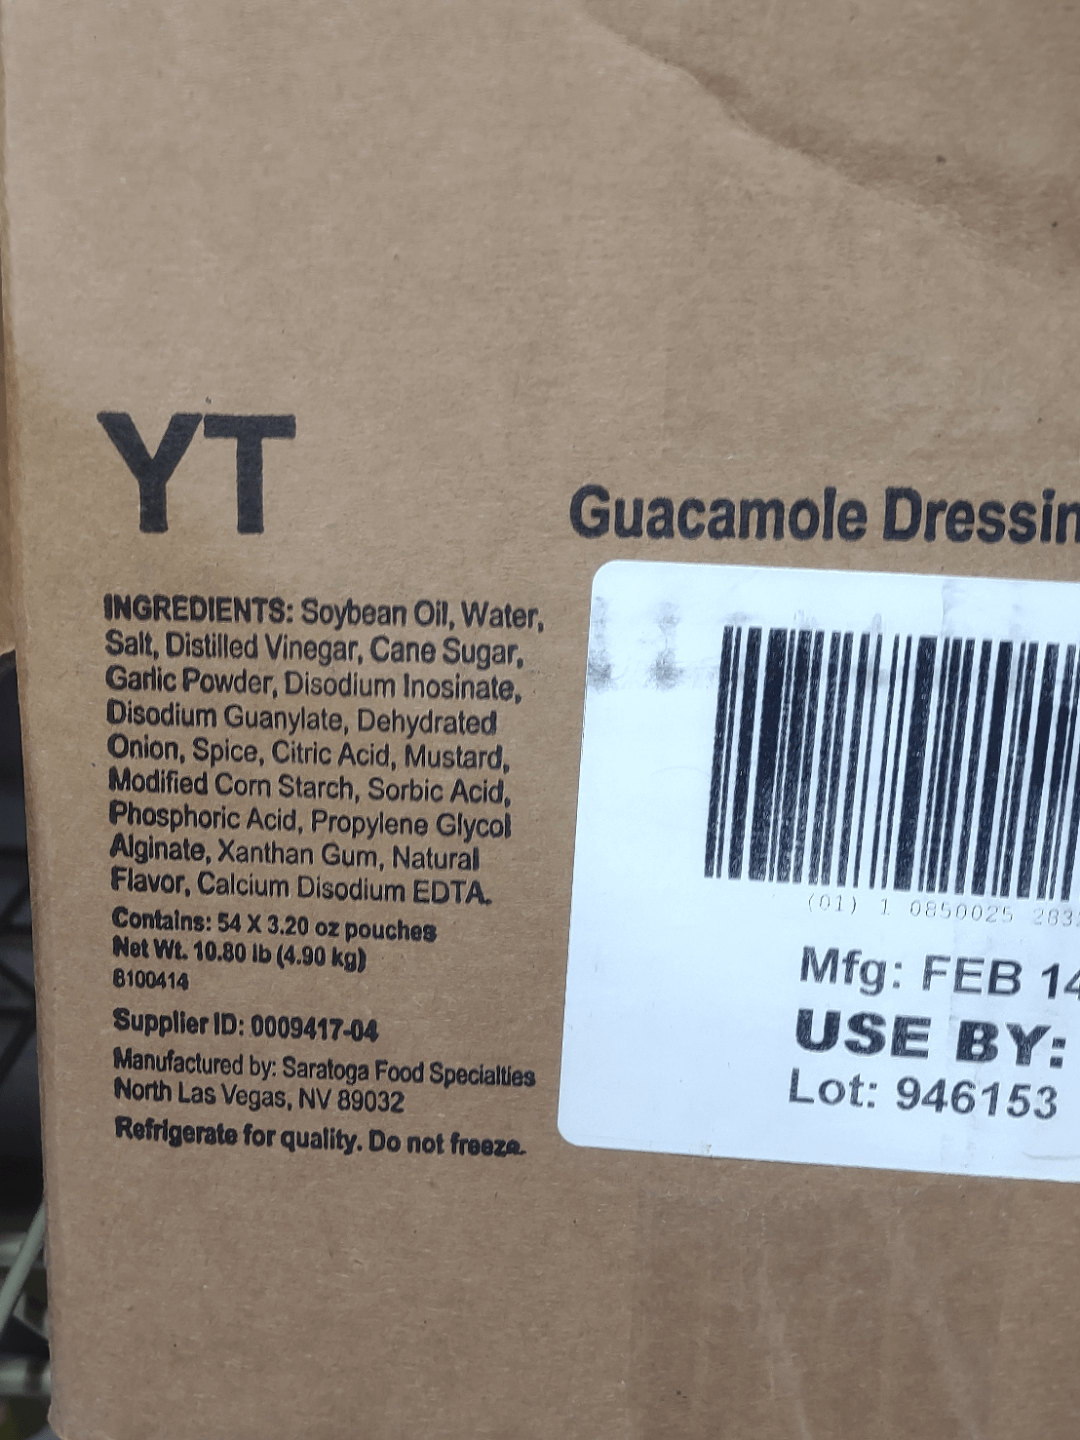 YT
Guacamole Dressin
INGREDIENTS: Soybean Oil, Water,
Salt, Distilled Vinegar, Cane Sugar,
Garlic Powder, Disodium Inosinate,
Disodium Guanylate, Dehydrated
Onion, Spice, Citric Acid, Mustard,
Modified Corn Starch, Sorbic Acid,
Phosphoric Acid, Propylene Glycol
Alginate, Xanthan Gum, Natural
Flavor, Calcium Disodium EDTA.
Contains: 54 X 3.20 oz pouches
Net Wt. 10.80 lb (4.90 kg)
8100414
Supplier ID: 0009417-04
Manufactured by: Saratoga Food Specialties
North Las Vegas, NV 89032
Refrigerate for quality. Do not freeze.
(01) 1 0850025 283
Mfg: FEB 14
USE BY:
Lot: 946153